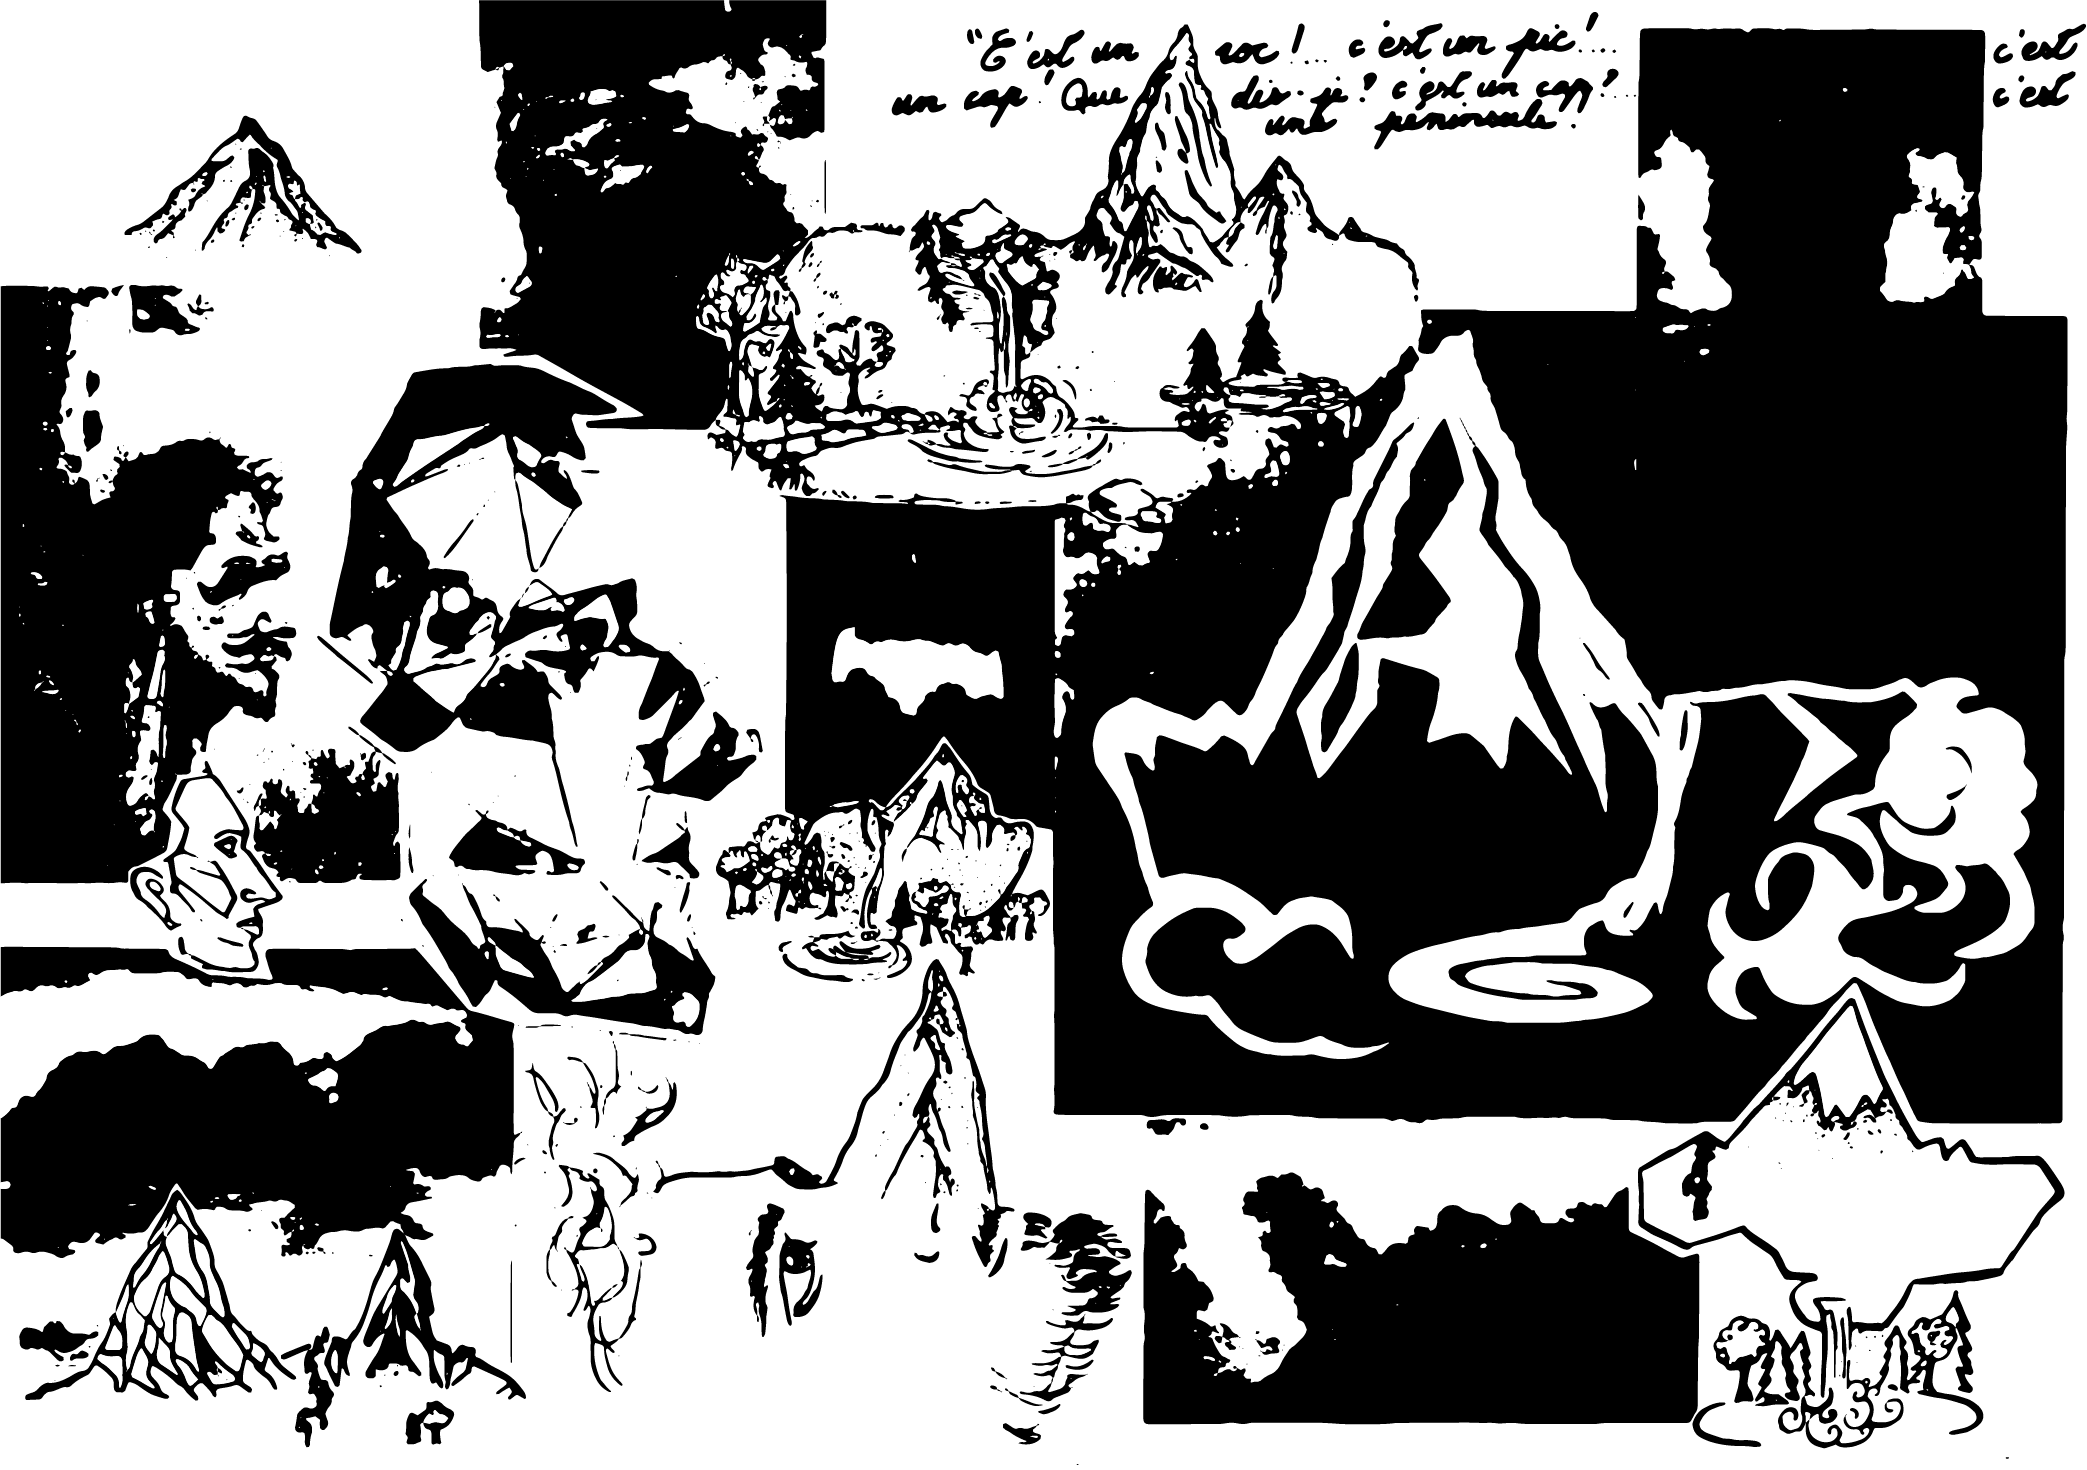 "C'est un roc!... c'est un pic!... c'est
un cap! Que dis-je? c'est un cap?... c'est
une péninsule!